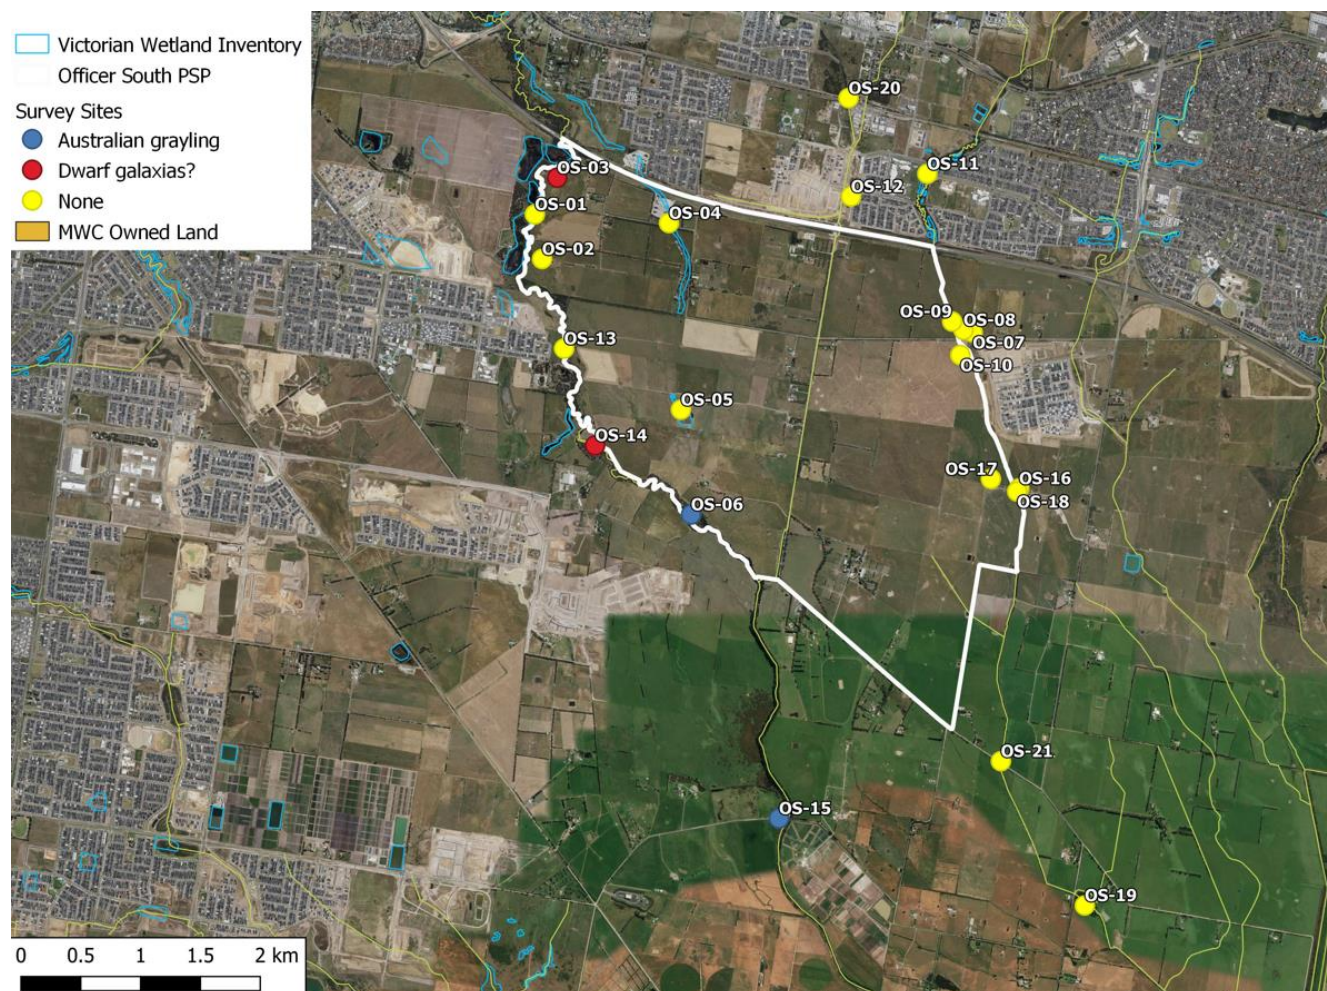 Victorian Wetland Inventory
Officer South PSP
Survey Sites
Australian grayling
Dwarf galaxias?
None
MWC Owned Land
OS-20
OS-11
OS-03
OS-12
OS-01
OS-04
OS-02
OS-09
OS-08
OS-07
OS-13
OS-10
OS-05
OS-14
OS-17
OS-16
OS-18
OS-06
OS-21
OS-15
OS-19
0 0.5 1 1.5 2 km